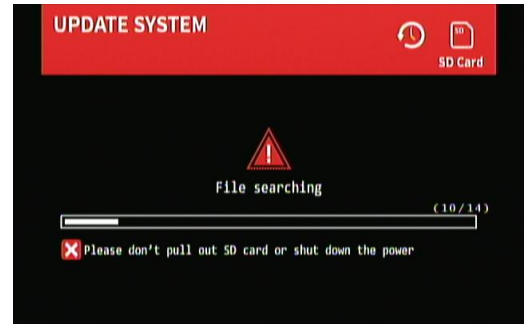 UPDATE SYSTEM
SD
SD Card
!
File searching
(10/14)
Please don't pull out SD card or shut down the power